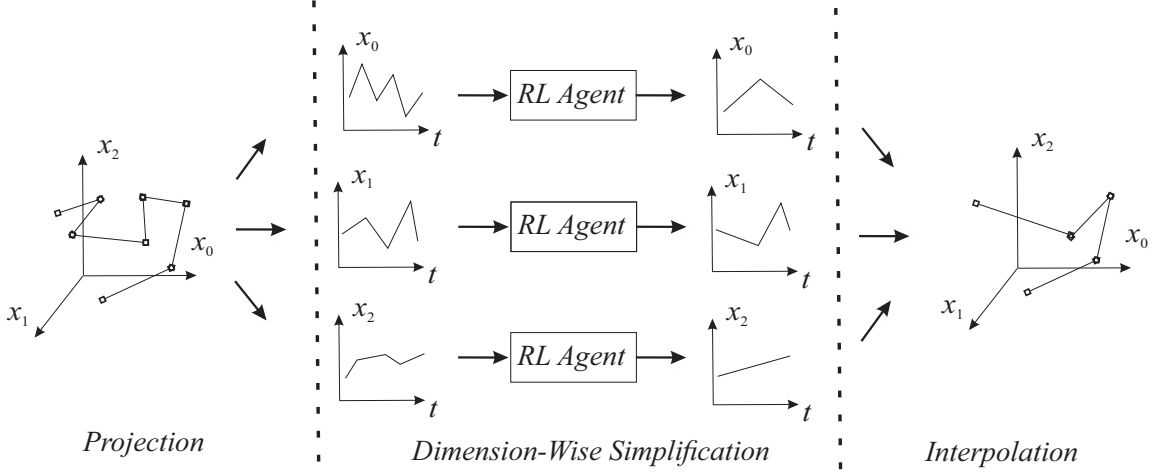 x₂
x₀
x₁
Projection
x₀
t
RL Agent
x₀
t
x₁
t
RL Agent
x₁
t
x₂
t
RL Agent
x₂
t
Dimension-Wise Simplification
x₂
x₀
x₁
Interpolation